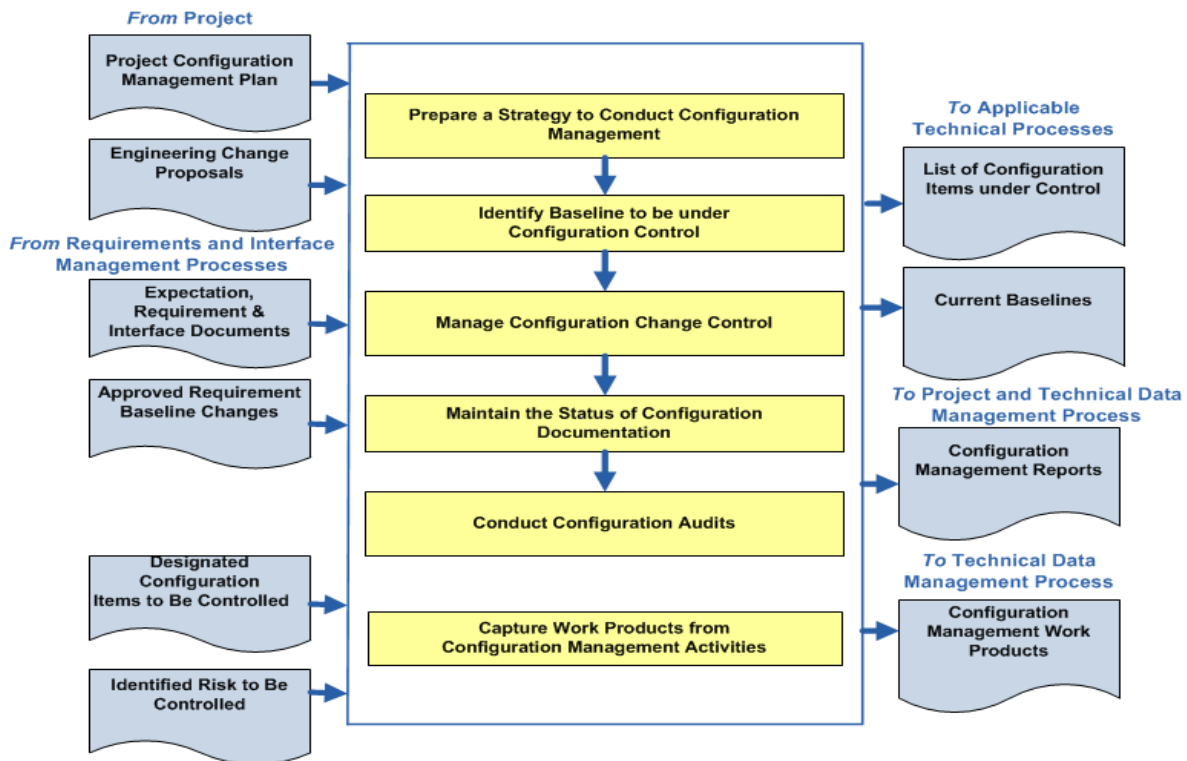 From Project
Project Configuration
Management Plan
Engineering Change
Proposals
From Requirements and Interface
Management Processes
Expectation,
Requirement &
Interface Documents
Approved Requirement
Baseline Changes
Designated
Configuration
Items to Be Controlled
Identified Risk to Be
Controlled
Prepare a Strategy to Conduct Configuration
Management
Identify Baseline to be under
Configuration Control
Manage Configuration Change Control
Maintain the Status of Configuration
Documentation
Conduct Configuration Audits
Capture Work Products from
Configuration Management Activities
To Applicable
Technical Processes
List of Configuration
Items under Control
Current Baselines
To Project and Technical Data
Management Process
Configuration
Management Reports
To Technical Data
Management Process
Configuration
Management Work
Products